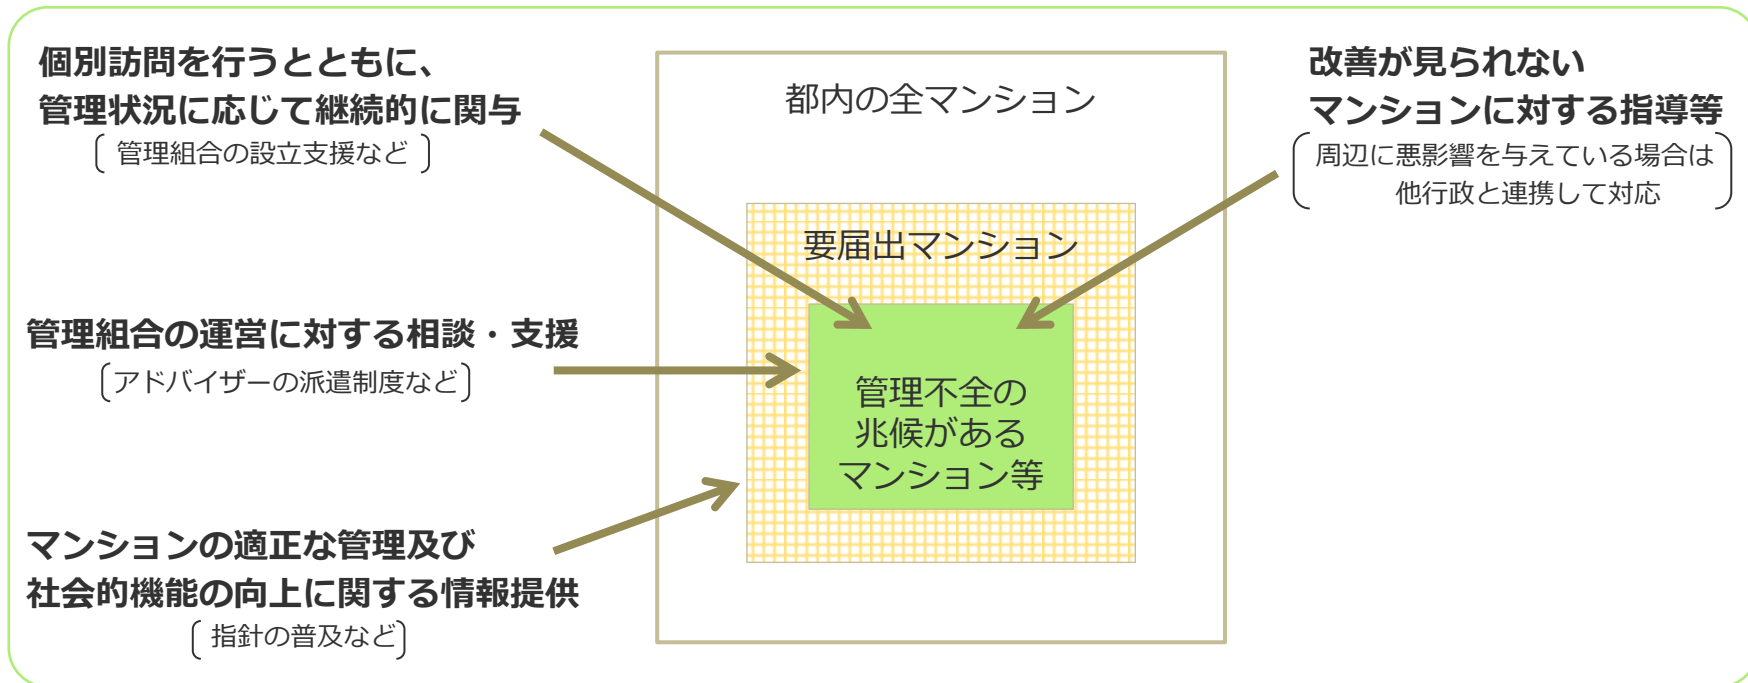 個別訪問を行うとともに、
管理状況に応じて継続的に関与
管理組合の設立支援など
管理組合の運営に対する相談・支援
アドバイザーの派遣制度など
マンションの適正な管理及び
社会的機能の向上に関する情報提供
指針の普及など
都内の全マンション
要届出マンション
管理不全の
兆候がある
マンション等
改善が見られない
マンションに対する指導等
周辺に悪影響を与えている場合は
他行政と連携して対応